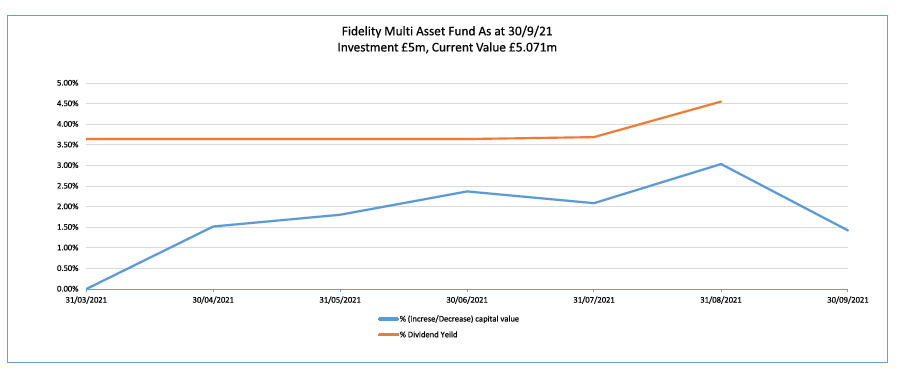 Fidelity Multi Asset Fund As at 30/9/21
Investment £5m, Current Value £5.071m
5.00%
4.50%
4.00%
3.50%
3.00%
2.50%
2.00%
1.50%
1.00%
0.50%
0.00%
31/03/2021 30/04/2021 31/05/2021 30/06/2021 31/07/2021 31/08/2021 30/09/2021
% (Increse/Decrease) capital value
% Dividend Yeild